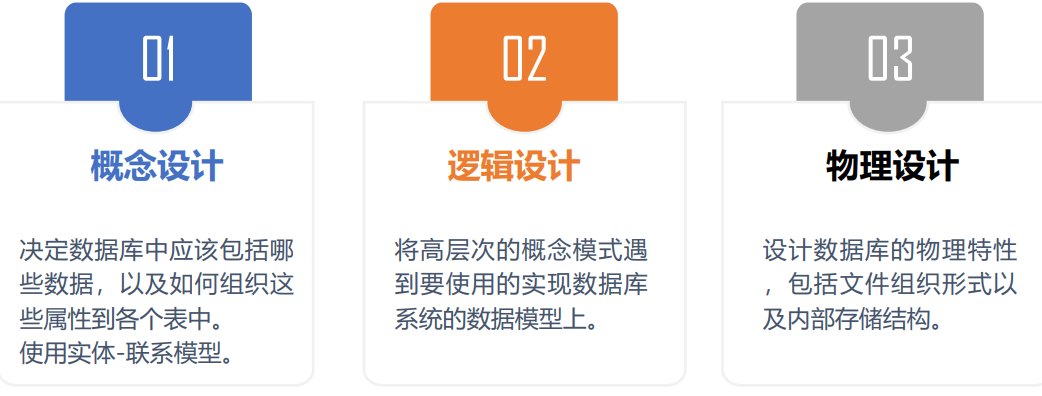 01
概念设计
决定数据库中应该包括哪
些数据，以及如何组织这
些属性到各个表中。
使用实体-联系模型。
02
逻辑设计
将高层次的概念模式遇
到要使用的实现数据库
系统的数据模型上。
03
物理设计
设计数据库的物理特性
，包括文件组织形式以
及内部存储结构。